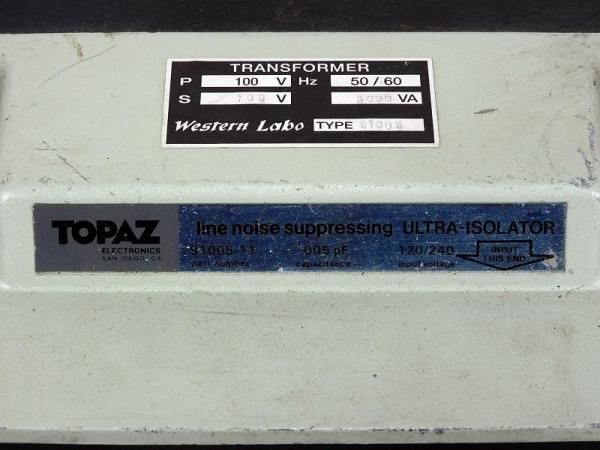 TRANSFORMER
P 100 V Hz 50 / 60
S 100 V VA
Western Labo TYPE
TOPAZ line noise suppressing ULTRA-ISOLATOR
ELECTRONICS 91005-11 .005 pF 120/240 INPUT
SAN DIEGO, CA part number capacitance input voltage THIS END